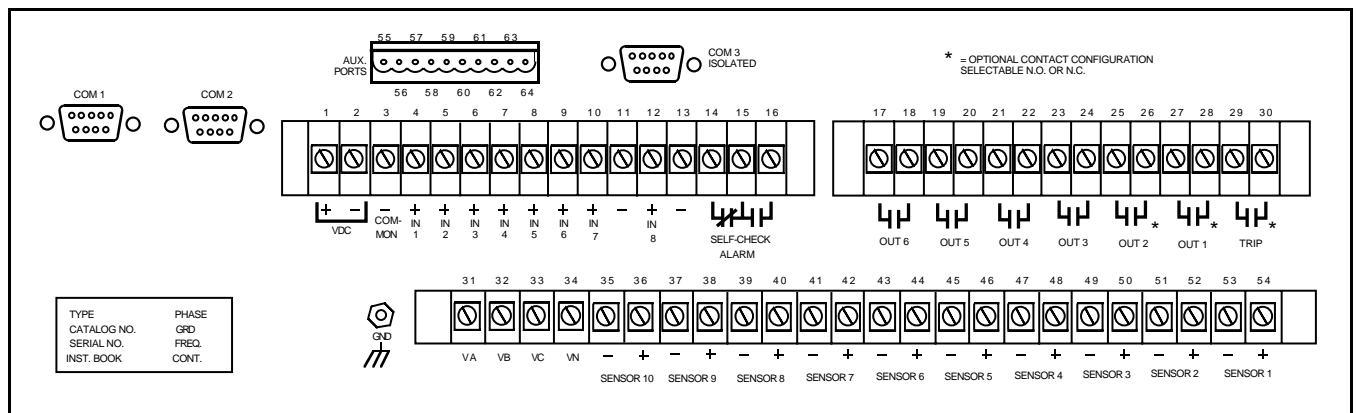 55 57 59 61 63
AUX.
PORTS
56 58 60 62 64
COM 3
ISOLATED
* = OPTIONAL CONTACT CONFIGURATION
SELECTABLE N.O. OR N.C.
COM 1
COM 2
1 2 3 4 5 6 7 8 9 10 11 12 13 14 15 16
17 18 19 20 21 22 23 24 25 26 27 28 29 30
+ − − + + + + + + + − + −
VDC
COM-
MON
IN
1
IN
2
IN
3
IN
4
IN
5
IN
6
IN
7
IN
8
SELF-CHECK
ALARM
OUT 6
OUT 5
OUT 4
OUT 3
OUT 2 *
OUT 1 *
TRIP *
31 32 33 34 35 36 37 38 39 40 41 42 43 44 45 46 47 48 49 50 51 52 53 54
GND
VA VB VC VN − + − + − + − + − + − + − + − + − + − +
SENSOR 10 SENSOR 9 SENSOR 8 SENSOR 7 SENSOR 6 SENSOR 5 SENSOR 4 SENSOR 3 SENSOR 2 SENSOR 1
TYPE PHASE
CATALOG NO. GRD
SERIAL NO. FREQ.
INST. BOOK CONT.